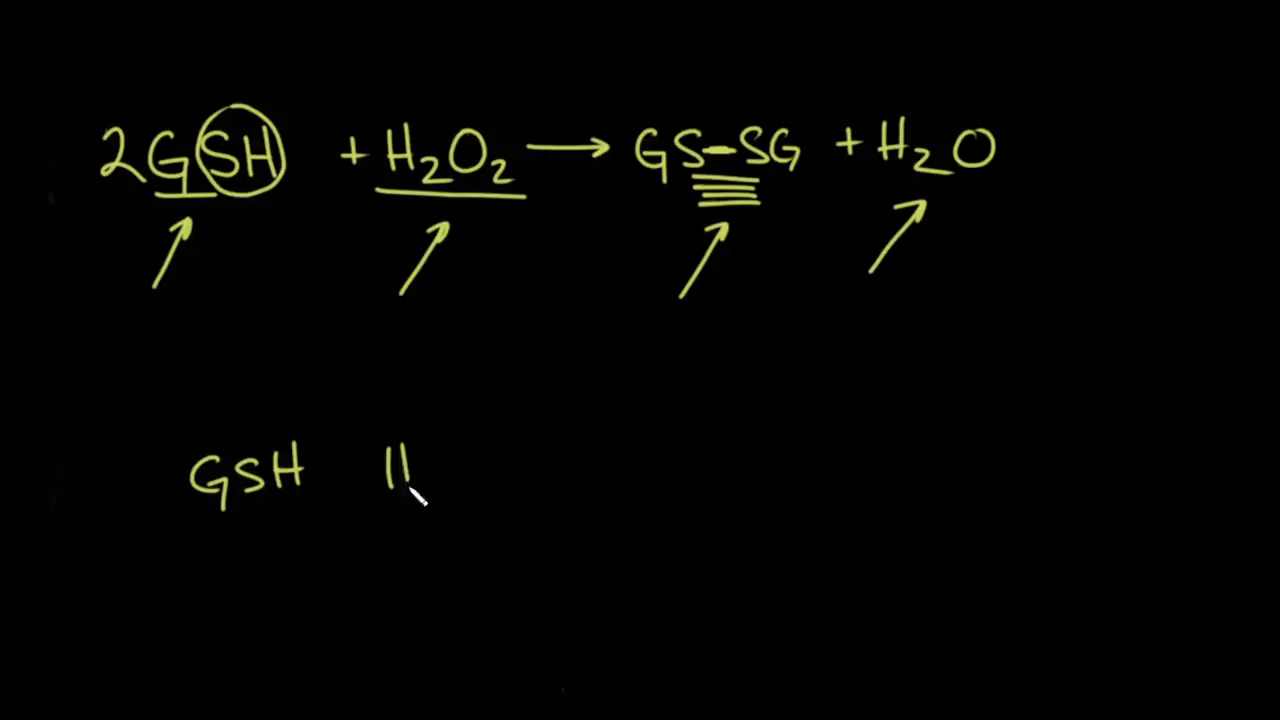 2GSH + H₂O₂ → GS-SG + H₂O
GSH